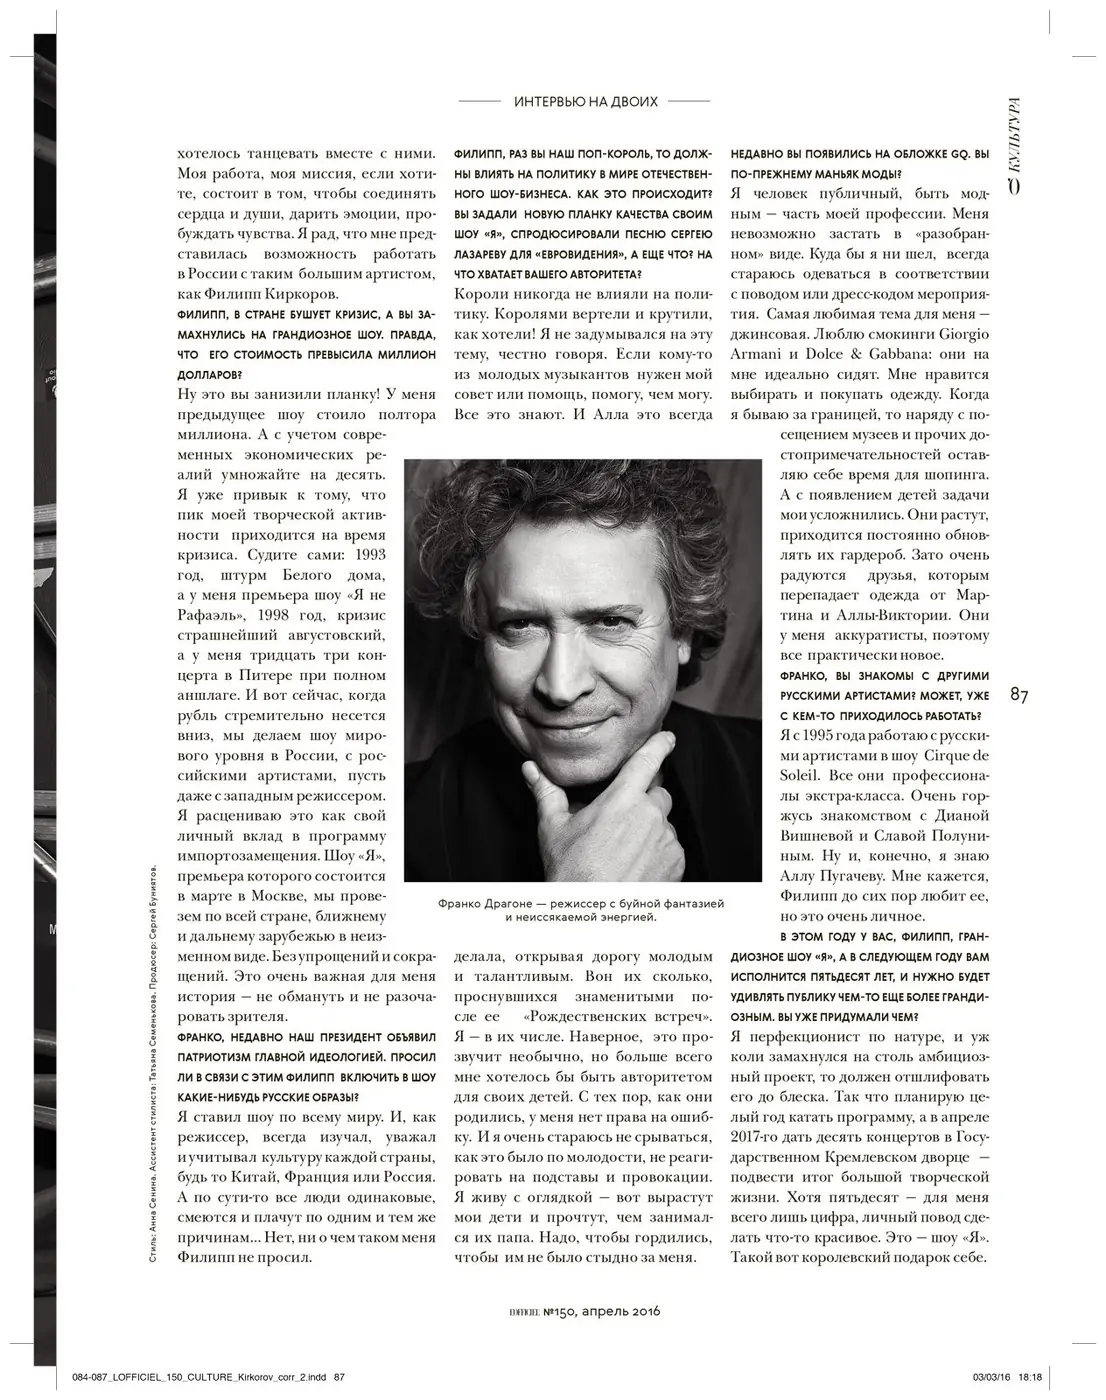 ИНТЕРВЬЮ НА ДВОИХ
Ό КУЛЬТУРА
хотелось танцевать вместе с ними.
Моя работа, моя миссия, если хоти-
те, состоит в том, чтобы соединять
сердца и души, дарить эмоции, про-
буждать чувства. Я рад, что мне пред-
ставилась возможность работать
в России с таким большим артистом,
как Филипп Киркоров.
ФИЛИПП, В СТРАНЕ БУШУЕТ КРИЗИС, А ВЫ ЗА-
МАХНУЛИСЬ НА ГРАНДИОЗНОЕ ШОУ. ПРАВДА,
ЧТО ЕГО СТОИМОСТЬ ПРЕВЫСИЛА МИЛЛИОН
ДОЛЛАРОВ?
Ну это вы занизили планку! У меня
предыдущее шоу стоило полтора
миллиона. А с учетом совре-
менных экономических ре-
алий умножайте на десять.
Я уже привык к тому, что
пик моей творческой актив-
ности приходится на время
кризиса. Судите сами: 1993
год, штурм Белого дома,
а у меня премьера шоу «Я не
Рафаэль», 1998 год, кризис
страшнейший августовский,
а у меня тридцать три кон-
церта в Питере при полном
аншлаге. И вот сейчас, когда
рубль стремительно несется
вниз, мы делаем шоу миро-
вого уровня в России, с рос-
сийскими артистами, пусть
даже с западным режиссером.
Я расцениваю это как свой
личный вклад в программу
импортозамещения. Шоу «Я»,
премьера которого состоится
в марте в Москве, мы прове-
зем по всей стране, ближнему
и дальнему зарубежью в неиз-
менном виде. Без упрощений и сокра-
щений. Это очень важная для меня
история – не обмануть и не разоча-
ровать зрителя.
ФРАНКО, НЕДАВНО НАШ ПРЕЗИДЕНТ ОБЪЯВИЛ
ПАТРИОТИЗМ ГЛАВНОЙ ИДЕОЛОГИЕЙ. ПРОСИЛ
ЛИ В СВЯЗИ С ЭТИМ ФИЛИПП ВКЛЮЧИТЬ В ШОУ
КАКИЕ-НИБУДЬ РУССКИЕ ОБРАЗЫ?
Я ставил шоу по всему миру. И, как
режиссер, всегда изучал, уважал
и учитывал культуру каждой страны,
будь то Китай, Франция или Россия.
А по сути-то все люди одинаковые,
смеются и плачут по одним и тем же
причинам... Нет, ни о чем таком меня
Филипп не просил.
ФИЛИПП, РАЗ ВЫ НАШ ПОП-КОРОЛЬ, ТО ДОЛЖ-
НЫ ВЛИЯТЬ НА ПОЛИТИКУ В МИРЕ ОТЕЧЕСТВЕН-
НОГО ШОУ-БИЗНЕСА. КАК ЭТО ПРОИСХОДИТ?
ВЫ ЗАДАЛИ НОВУЮ ПЛАНКУ КАЧЕСТВА СВОИМ
ШОУ «Я», СПРОДЮСИРОВАЛИ ПЕСНЮ СЕРГЕЮ
ЛАЗАРЕВУ ДЛЯ «ЕВРОВИДЕНИЯ», А ЕЩЕ ЧТО? НА
ЧТО ХВАТАЕТ ВАШЕГО АВТОРИТЕТА?
Короли никогда не влияли на поли-
тику. Королями вертели и крутили,
как хотели! Я не задумывался на эту
тему, честно говоря. Если кому-то
из молодых музыкантов нужен мой
совет или помощь, помогу, чем могу.
Все это знают. И Алла это всегда
Франко Драгоне — режиссер с буйной фантазией
и неиссякаемой энергией.
делала, открывая дорогу молодым
и талантливым. Вон их сколько,
проснувшихся знаменитыми по-
сле ее «Рождественских встреч».
Я – в их числе. Наверное, это про-
звучит необычно, но больше всего
мне хотелось бы быть авторитетом
для своих детей. С тех пор, как они
родились, у меня нет права на ошиб-
ку. И я очень стараюсь не срываться,
как это было по молодости, не реаги-
ровать на подставы и провокации.
Я живу с оглядкой – вот вырастут
мои дети и прочтут, чем занимал-
ся их папа. Надо, чтобы гордились,
чтобы им не было стыдно за меня.
НЕДАВНО ВЫ ПОЯВИЛИСЬ НА ОБЛОЖКЕ GQ. ВЫ
ПО-ПРЕЖНЕМУ МАНЬЯК МОДЫ?
Я человек публичный, быть мод-
ным – часть моей профессии. Меня
невозможно застать в «разобран-
ном» виде. Куда бы я ни шел, всегда
стараюсь одеваться в соответствии
с поводом или дресс-кодом мероприя-
тия. Самая любимая тема для меня –
джинсовая. Люблю смокинги Giorgio
Armani и Dolce & Gabbana: они на
мне идеально сидят. Мне нравится
выбирать и покупать одежду. Когда
я бываю за границей, то наряду с по-
сещением музеев и прочих до-
стопримечательностей остав-
ляю себе время для шопинга.
А с появлением детей задачи
мои усложнились. Они растут,
приходится постоянно обнов-
лять их гардероб. Зато очень
радуются друзья, которым
перепадает одежда от Мар-
тина и Аллы-Виктории. Они
у меня аккуратисты, поэтому
все практически новое.
ФРАНКО, ВЫ ЗНАКОМЫ С ДРУГИМИ
РУССКИМИ АРТИСТАМИ? МОЖЕТ, УЖЕ
С КЕМ-ТО ПРИХОДИЛОСЬ РАБОТАТЬ?
Я с 1995 года работаю с русски-
ми артистами в шоу Cirque de
Soleil. Все они профессиона-
лы экстра-класса. Очень гор-
жусь знакомством с Дианой
Вишневой и Славой Полуни-
ным. Ну и, конечно, я знаю
Аллу Пугачеву. Мне кажется,
Филипп до сих пор любит ее,
но это очень личное.
В ЭТОМ ГОДУ У ВАС, ФИЛИПП, ГРАН-
ДИОЗНОЕ ШОУ «Я», А В СЛЕДУЮЩЕМ ГОДУ ВАМ
ИСПОЛНИТСЯ ПЯТЬДЕСЯТ ЛЕТ, И НУЖНО БУДЕТ
УДИВЛЯТЬ ПУБЛИКУ ЧЕМ-ТО ЕЩЕ БОЛЕЕ ГРАНДИ-
ОЗНЫМ. ВЫ УЖЕ ПРИДУМАЛИ ЧЕМ?
Я перфекционист по натуре, и уж
коли замахнулся на столь амбициоз-
ный проект, то должен отшлифовать
его до блеска. Так что планирую це-
лый год катать программу, а в апреле
2017-го дать десять концертов в Госу-
дарственном Кремлевском дворце –
подвести итог большой творческой
жизни. Хотя пятьдесят – для меня
всего лишь цифра, личный повод сде-
лать что-то красивое. Это – шоу «Я».
Такой вот королевский подарок себе.
87
Стиль: Анна Сенина. Ассистент стилиста: Татьяна Семенькова. Продюсер: Сергей Буниятов.
L'OFFICIEL №150, апрель 2016
084-087_LOFFICIEL_150_CULTURE_Kirkorov_corr_2.indd 87
03/03/16 18:18